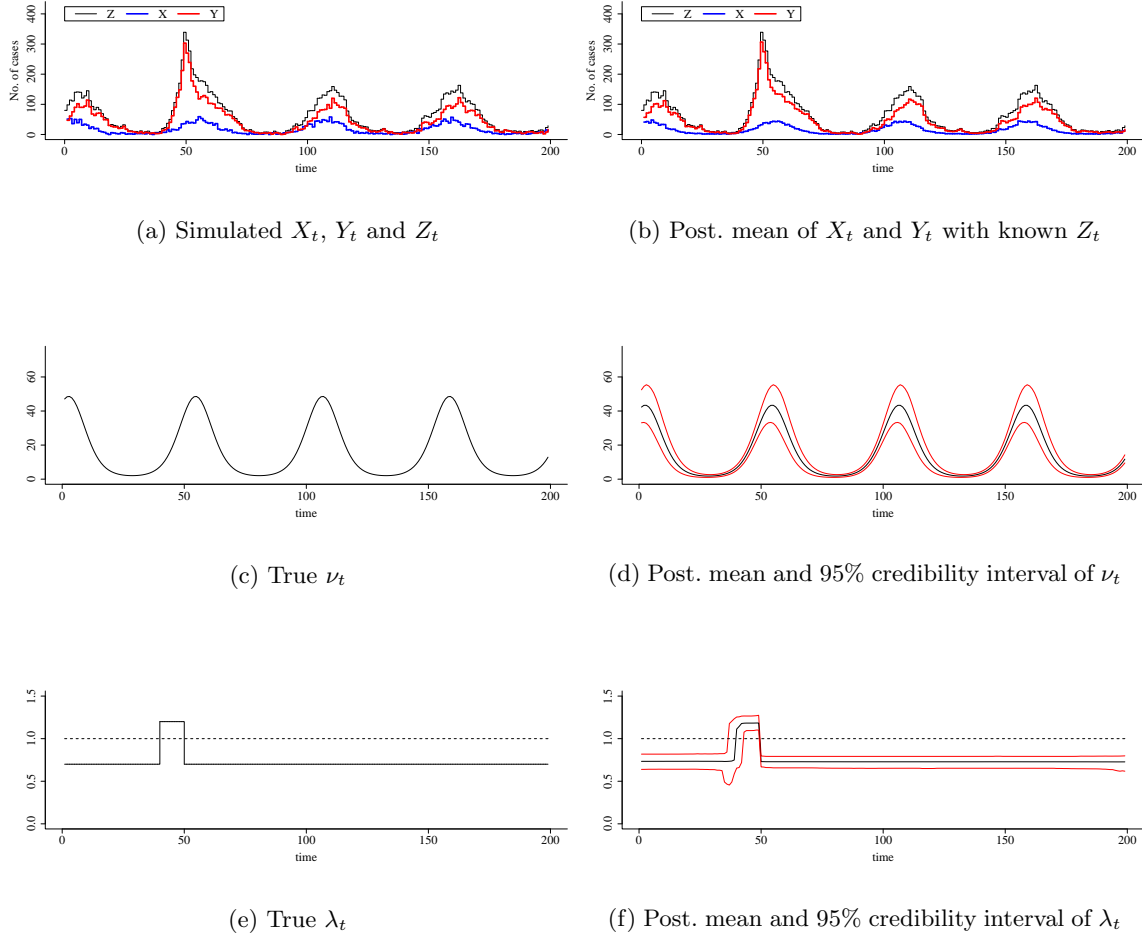 Z X Y
No. of cases
0 100 200 300 400
0 50 100 150 200
time
(a) Simulated X_t, Y_t and Z_t
Z X Y
No. of cases
0 100 200 300 400
0 50 100 150 200
time
(b) Post. mean of X_t and Y_t with known Z_t
0 20 40 60
0 50 100 150 200
time
(c) True ν_t
0 20 40 60
0 50 100 150 200
time
(d) Post. mean and 95% credibility interval of ν_t
0.0 0.5 1.0 1.5
0 50 100 150 200
time
(e) True λ_t
0.0 0.5 1.0 1.5
0 50 100 150 200
time
(f) Post. mean and 95% credibility interval of λ_t